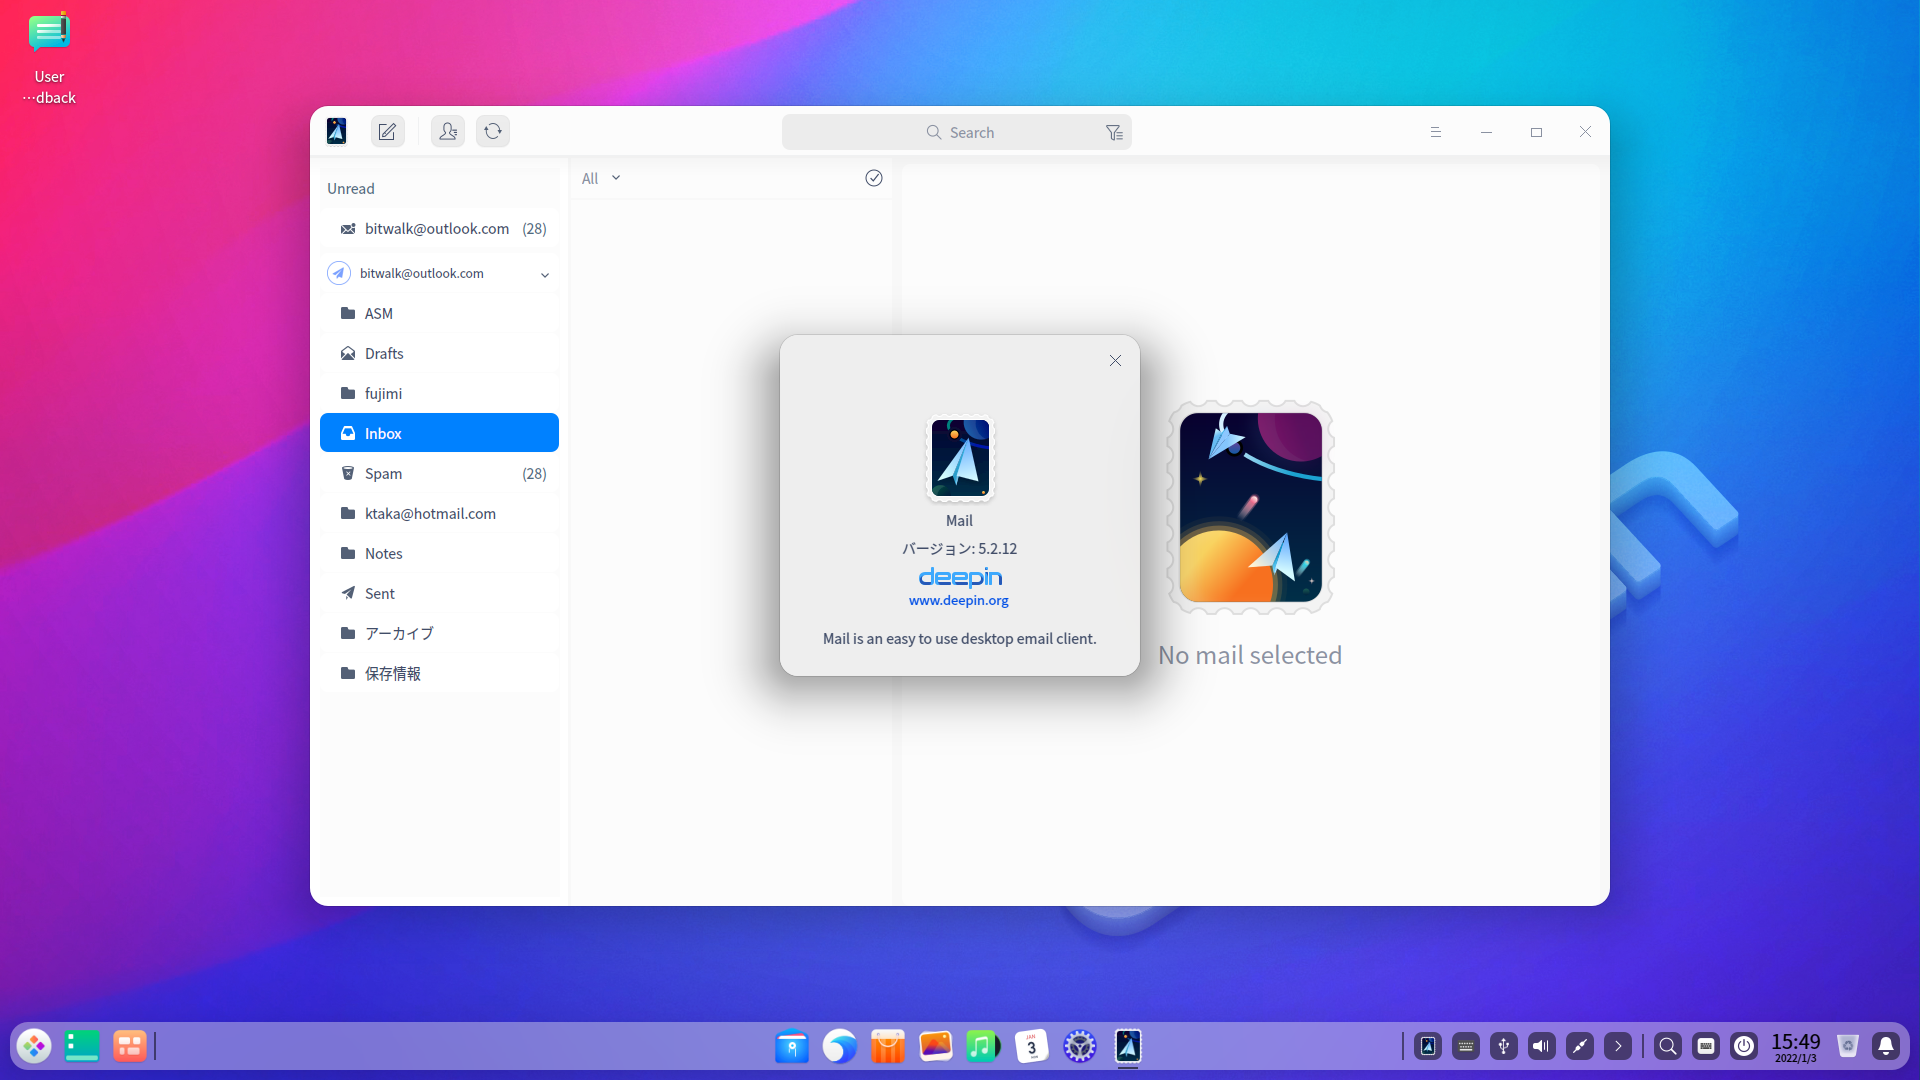 User
···dback
Search
Unread
All
bitwalk@outlook.com (28)
bitwalk@outlook.com
ASM
Drafts
fujimi
Inbox
Spam (28)
ktaka@hotmail.com
Notes
Sent
アーカイブ
保存情報
Mail
バージョン: 5.2.12
deepin
www.deepin.org
Mail is an easy to use desktop email client.
No mail selected
JAN
3
15:49
2022/1/3